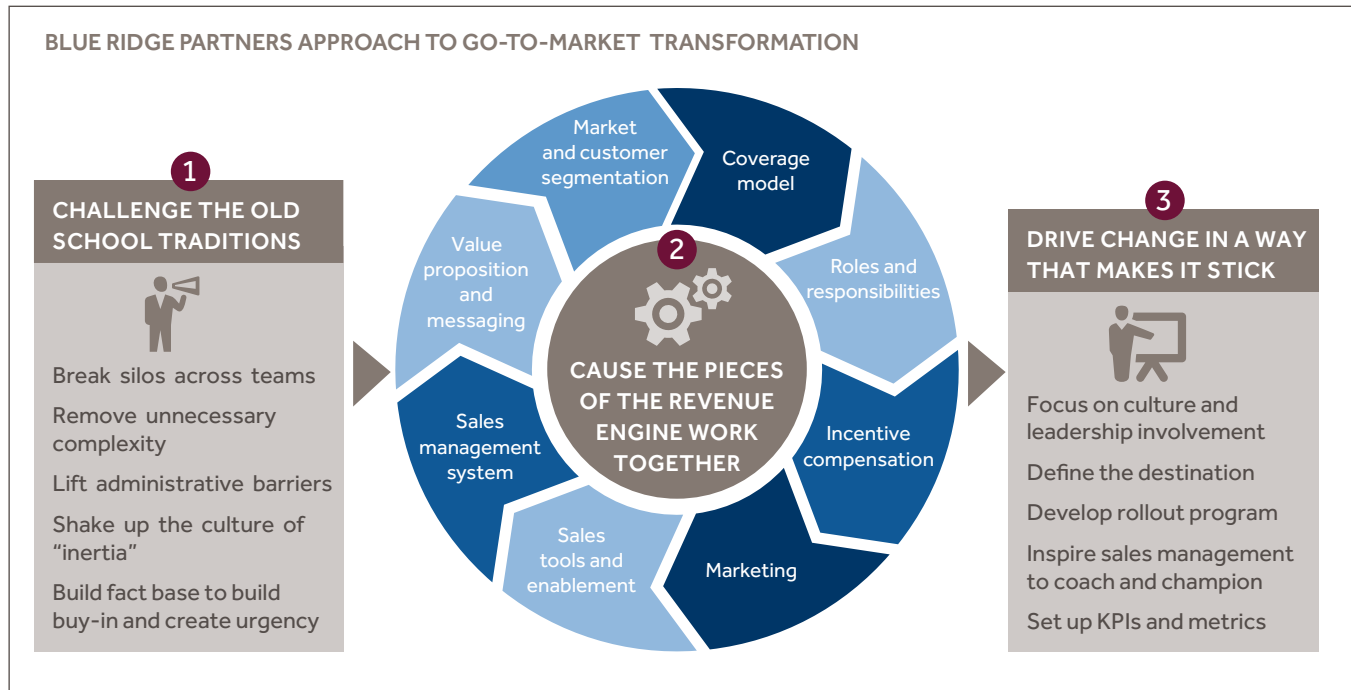 BLUE RIDGE PARTNERS APPROACH TO GO-TO-MARKET TRANSFORMATION
1
CHALLENGE THE OLD
SCHOOL TRADITIONS
Break silos across teams
Remove unnecessary
complexity
Lift administrative barriers
Shake up the culture of
“inertia”
Build fact base to build
buy-in and create urgency
2
CAUSE THE PIECES
OF THE REVENUE
ENGINE WORK
TOGETHER
Market
and customer
segmentation
Coverage
model
Roles and
responsibilities
Incentive
compensation
Marketing
Sales
tools and
enablement
Sales
management
system
Value
proposition
and
messaging
3
DRIVE CHANGE IN A WAY
THAT MAKES IT STICK
Focus on culture and
leadership involvement
Define the destination
Develop rollout program
Inspire sales management
to coach and champion
Set up KPIs and metrics